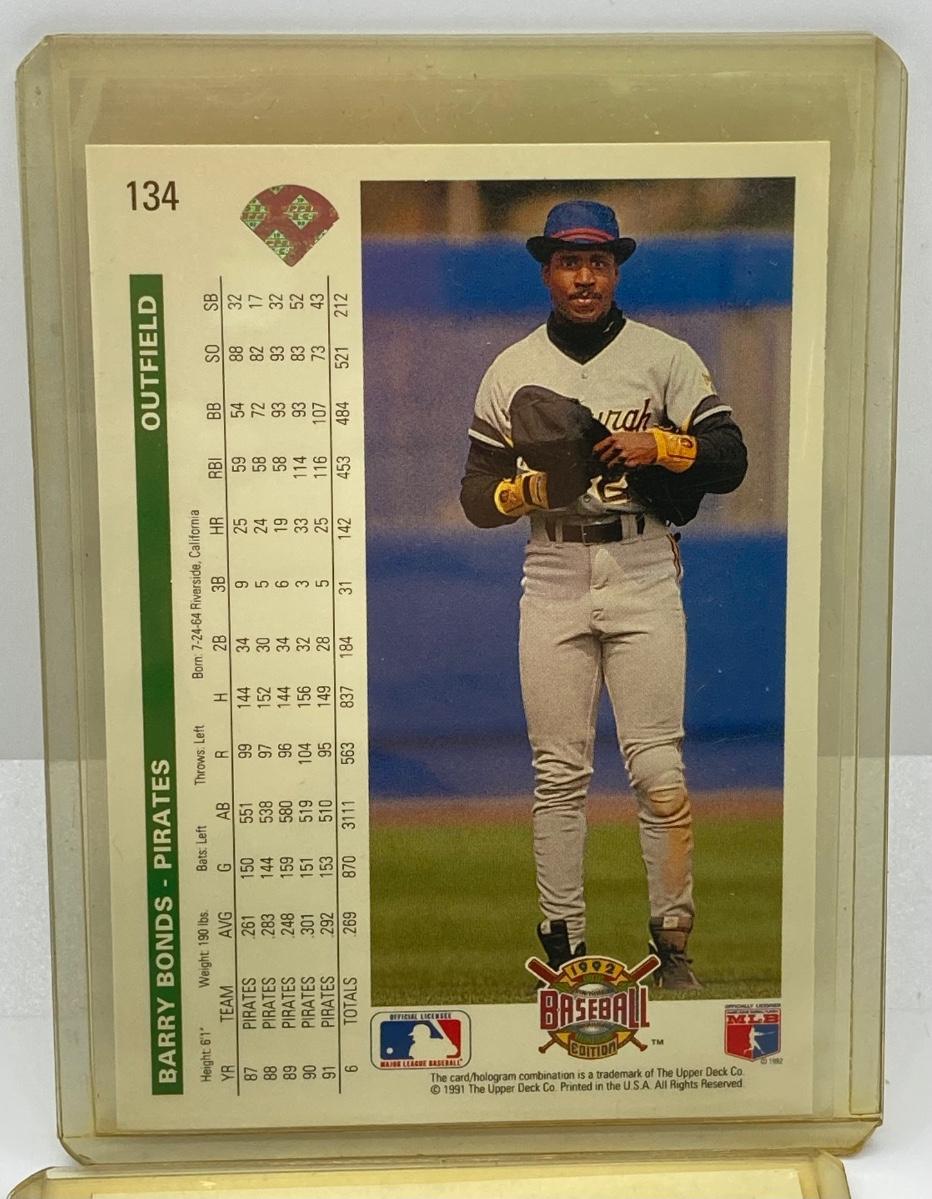 134
BARRY BONDS - PIRATES OUTFIELD
Height: 6'1" Weight: 190 lbs. Bats: Left Throws: Left Born: 7-24-64 Riverside, California
YR TEAM AVG G AB R H 2B 3B HR RBI BB SO SB
87 PIRATES .261 150 551 99 144 34 9 25 59 54 88 32
88 PIRATES .283 144 538 97 152 30 5 24 58 72 82 17
89 PIRATES .248 159 580 96 144 34 6 19 58 93 93 32
90 PIRATES .301 151 519 104 156 32 3 33 114 93 83 52
91 PIRATES .292 153 510 95 149 28 5 25 116 107 73 43
6 TOTALS .269 870 3111 563 837 184 31 142 453 484 521 212
urgh
1992
BASEBALL
EDITION
™
OFFICIAL LICENSEE
MAJOR LEAGUE BASEBALL
OFFICIALLY LICENSED
MLB
© 1992
The card/hologram combination is a trademark of The Upper Deck Co.
© 1991 The Upper Deck Co. Printed in the U.S.A. All Rights Reserved.